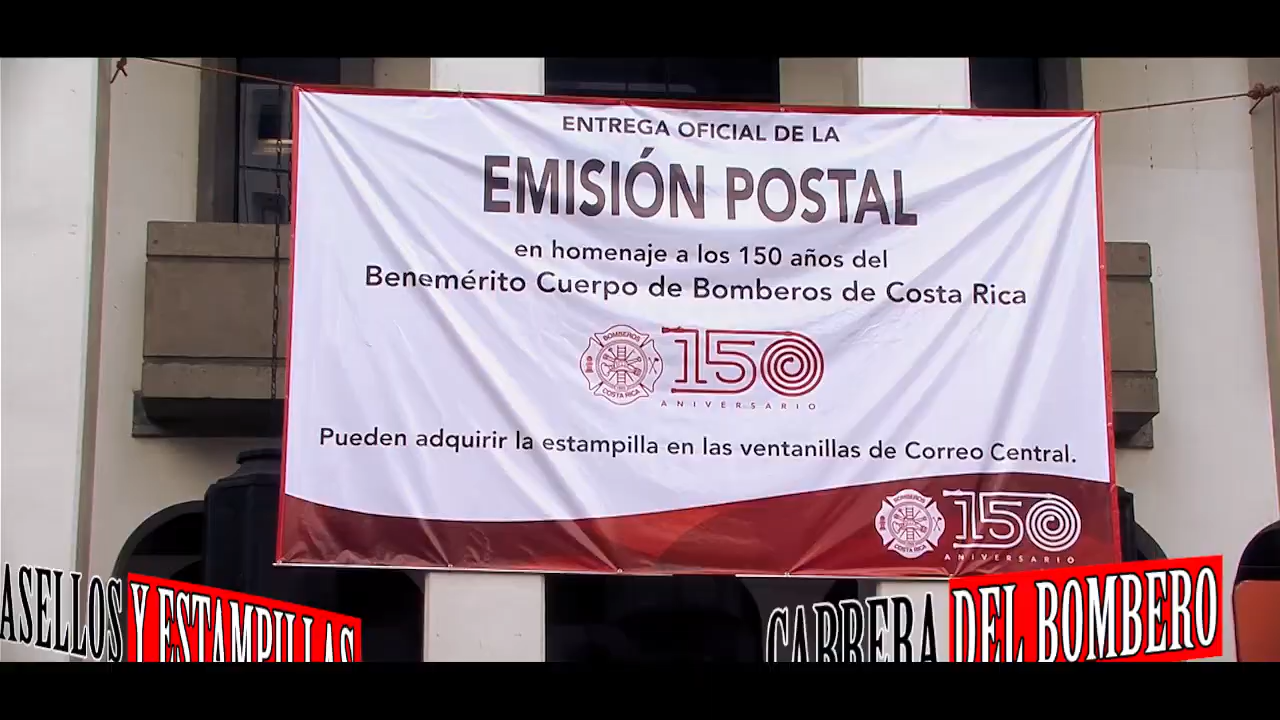 ENTREGA OFICIAL DE LA
EMISIÓN POSTAL
en homenaje a los 150 años del
Benemérito Cuerpo de Bomberos de Costa Rica
BOMBEROS
COSTA RICA
150
ANIVERSARIO
Pueden adquirir la estampilla en las ventanillas de Correo Central.
BOMBEROS
COSTA RICA
150
ANIVERSARIO
ASELLOS Y ESTAMPILLAS
CARRERA DEL BOMBERO